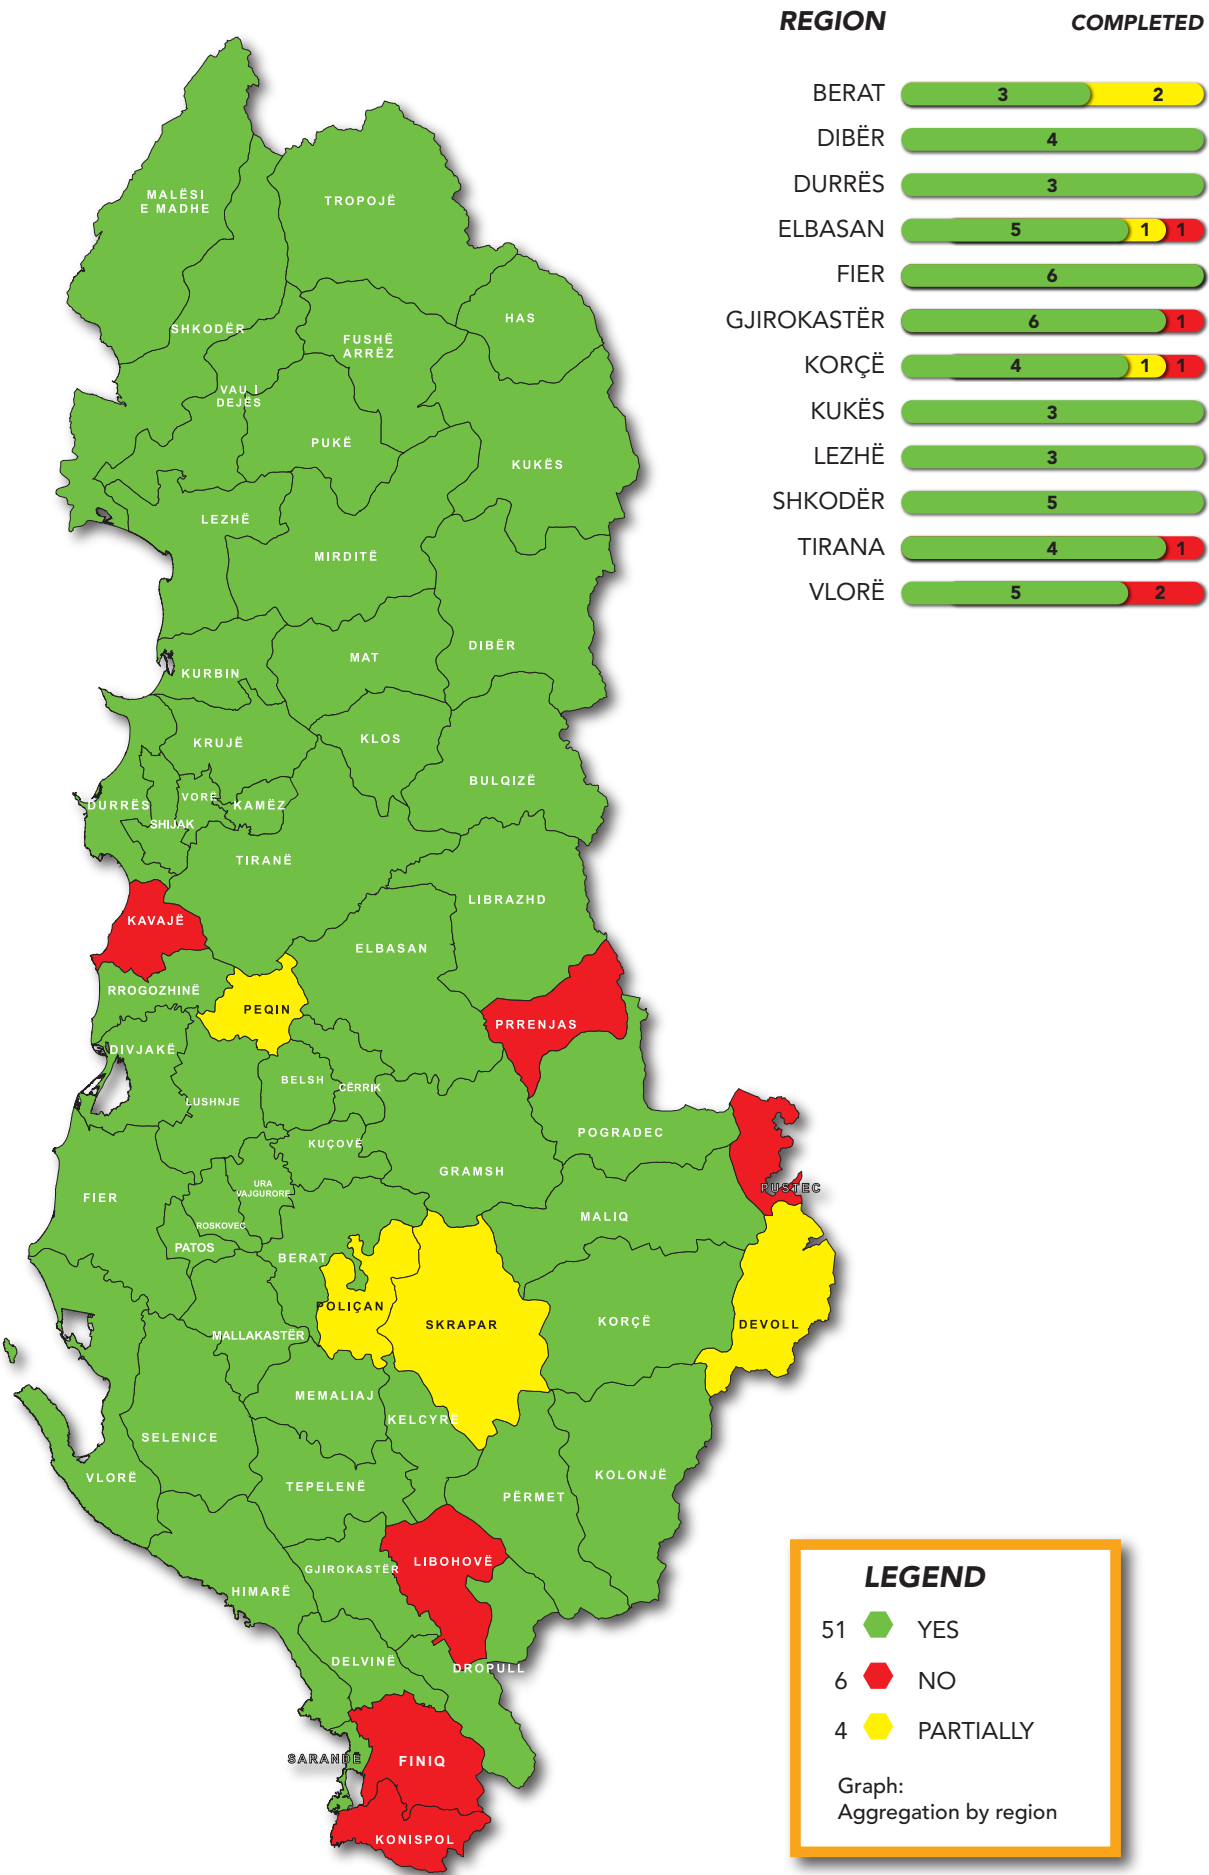 REGION COMPLETED
BERAT 3 2
DIBËR 4
DURRËS 3
ELBASAN 5 1 1
FIER 6
GJIROKASTËR 6 1
KORÇË 4 1 1
KUKËS 3
LEZHË 3
SHKODËR 5
TIRANA 4 1
VLORË 5 2
MALËSI
E MADHE
TROPOJË
HAS
SHKODËR
FUSHË
ARRËZ
VAU I
DEJËS
PUKË
KUKËS
LEZHË
MIRDITË
DIBËR
MAT
KURBIN
KLOS
KRUJË
BULQIZË
DURRËS
VORË
KAMËZ
SHIJAK
TIRANË
LIBRAZHD
KAVAJË
ELBASAN
RROGOZHINË
PEQIN
PRRENJAS
DIVJAKË
BELSH
CËRRIK
LUSHNJE
POGRADEC
KUÇOVË
GRAMSH
URA
VAJGURORE
PUSTEC
FIER
MALIQ
ROSKOVEC
PATOS
BERAT
POLIÇAN
SKRAPAR
KORÇË
DEVOLL
MALLAKASTËR
MEMALIAJ
KELCYRE
SELENICE
VLORË
TEPELENË
PËRMET
KOLONJË
GJIROKASTËR
LIBOHOVË
HIMARË
DELVINË
DROPULL
SARANDË
FINIQ
KONISPOL
LEGEND
51 YES
6 NO
4 PARTIALLY
Graph:
Aggregation by region